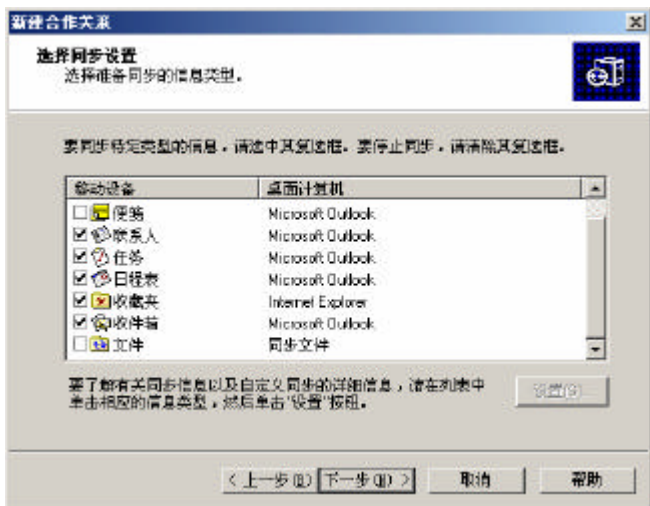 新建合作关系
选择同步设置
选择准备同步的信息类型。
要同步特定类型的信息，请选中其复选框。要停止同步，请清除其复选框。
移动设备 桌面计算机
便笺 Microsoft Outlook
联系人 Microsoft Outlook
任务 Microsoft Outlook
日程表 Microsoft Outlook
收藏夹 Internet Explorer
收件箱 Microsoft Outlook
文件 同步文件
要了解有关同步信息以及自定义同步的详细信息，请在列表中
单击相应的信息类型，然后单击"设置"按钮。
设置(S)...
< 上一步(B) 下一步(N) > 取消 帮助